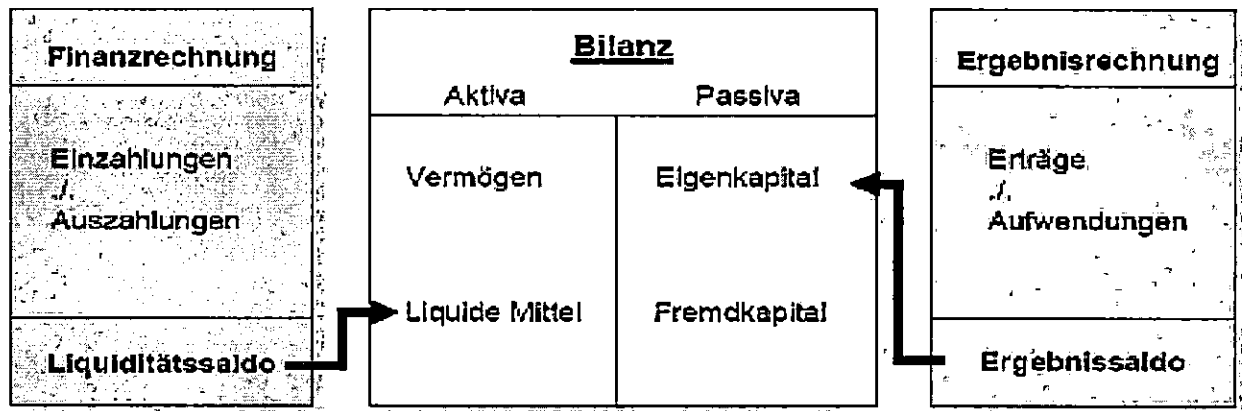 Finanzrechnung
Einzahlungen
./.
Auszahlungen
Liquiditätssaldo
Bilanz
Aktiva Passiva
Vermögen Eigenkapital
Liquide Mittel Fremdkapital
Ergebnisrechnung
Erträge
./.
Aufwendungen
Ergebnissaldo